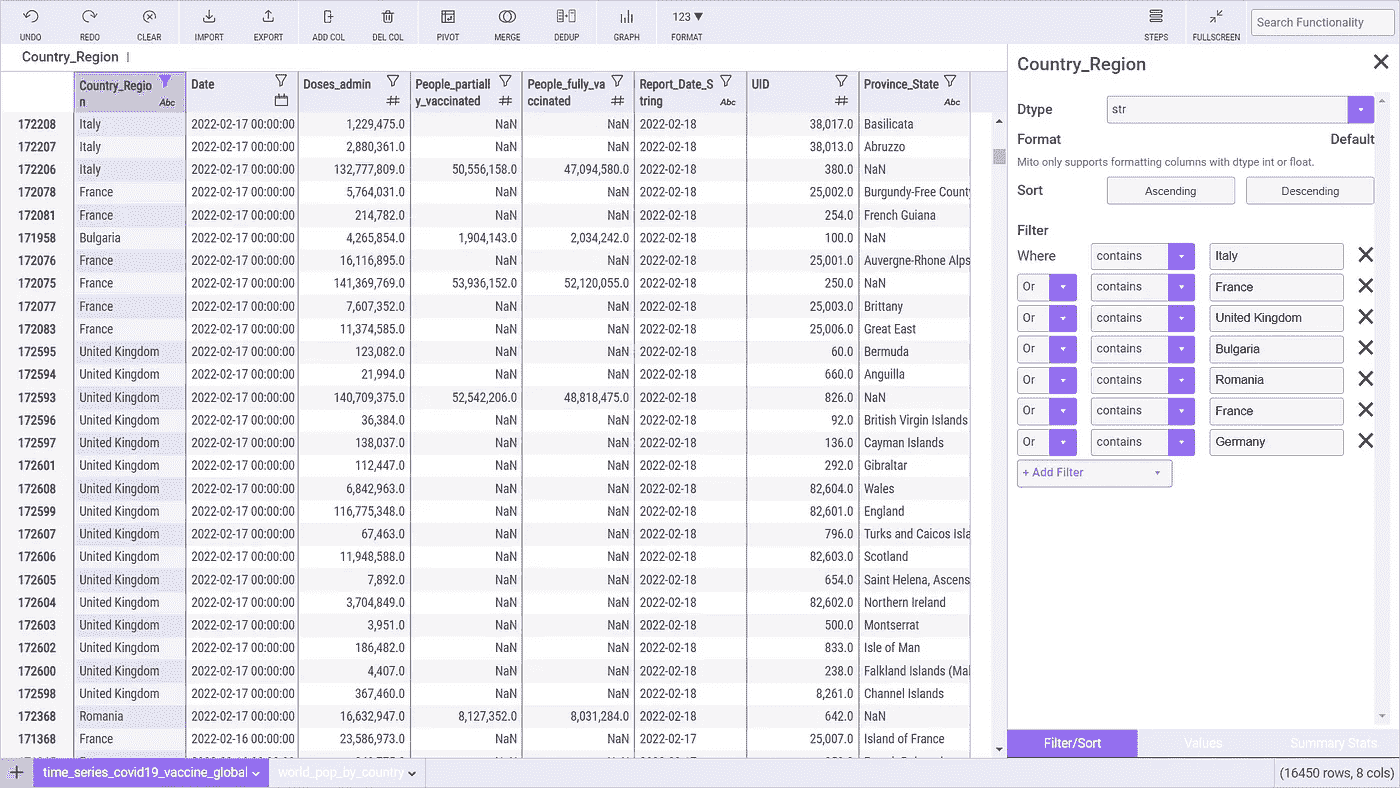 UNDO REDO CLEAR IMPORT EXPORT ADD COL DEL COL PIVOT MERGE DEDUP GRAPH 123 ▼ FORMAT STEPS FULLSCREEN Search Functionality
Country_Region
Country_Regio
n Abc
Date
Doses_admin #
People_partiall
y_vaccinated #
People_fully_va
ccinated #
Report_Date_S
tring Abc
UID #
Province_State Abc
172208 Italy 2022-02-17 00:00:00 1,229,475.0 NaN NaN 2022-02-18 38,017.0 Basilicata
172207 Italy 2022-02-17 00:00:00 2,880,361.0 NaN NaN 2022-02-18 38,013.0 Abruzzo
172206 Italy 2022-02-17 00:00:00 132,777,809.0 50,556,158.0 47,094,580.0 2022-02-18 380.0 NaN
172078 France 2022-02-17 00:00:00 5,764,031.0 NaN NaN 2022-02-18 25,002.0 Burgundy-Free County
172081 France 2022-02-17 00:00:00 214,782.0 NaN NaN 2022-02-18 254.0 French Guiana
171958 Bulgaria 2022-02-17 00:00:00 4,265,854.0 1,904,143.0 2,034,242.0 2022-02-18 100.0 NaN
172076 France 2022-02-17 00:00:00 16,116,895.0 NaN NaN 2022-02-18 25,001.0 Auvergne-Rhone Alps
172075 France 2022-02-17 00:00:00 141,369,769.0 53,936,152.0 52,120,055.0 2022-02-18 250.0 NaN
172077 France 2022-02-17 00:00:00 7,607,352.0 NaN NaN 2022-02-18 25,003.0 Brittany
172083 France 2022-02-17 00:00:00 11,374,585.0 NaN NaN 2022-02-18 25,006.0 Great East
172595 United Kingdom 2022-02-17 00:00:00 123,082.0 NaN NaN 2022-02-18 60.0 Bermuda
172594 United Kingdom 2022-02-17 00:00:00 21,994.0 NaN NaN 2022-02-18 660.0 Anguilla
172593 United Kingdom 2022-02-17 00:00:00 140,709,375.0 52,542,206.0 48,818,475.0 2022-02-18 826.0 NaN
172596 United Kingdom 2022-02-17 00:00:00 36,384.0 NaN NaN 2022-02-18 92.0 British Virgin Islands
172597 United Kingdom 2022-02-17 00:00:00 138,037.0 NaN NaN 2022-02-18 136.0 Cayman Islands
172601 United Kingdom 2022-02-17 00:00:00 112,447.0 NaN NaN 2022-02-18 292.0 Gibraltar
172608 United Kingdom 2022-02-17 00:00:00 6,842,963.0 NaN NaN 2022-02-18 82,604.0 Wales
172599 United Kingdom 2022-02-17 00:00:00 116,775,348.0 NaN NaN 2022-02-18 82,601.0 England
172607 United Kingdom 2022-02-17 00:00:00 67,463.0 NaN NaN 2022-02-18 796.0 Turks and Caicos Isla
172606 United Kingdom 2022-02-17 00:00:00 11,948,588.0 NaN NaN 2022-02-18 82,603.0 Scotland
172605 United Kingdom 2022-02-17 00:00:00 7,892.0 NaN NaN 2022-02-18 654.0 Saint Helena, Ascens
172604 United Kingdom 2022-02-17 00:00:00 3,704,849.0 NaN NaN 2022-02-18 82,602.0 Northern Ireland
172603 United Kingdom 2022-02-17 00:00:00 3,951.0 NaN NaN 2022-02-18 500.0 Montserrat
172602 United Kingdom 2022-02-17 00:00:00 186,482.0 NaN NaN 2022-02-18 833.0 Isle of Man
172600 United Kingdom 2022-02-17 00:00:00 4,407.0 NaN NaN 2022-02-18 238.0 Falkland Islands (Mal
172598 United Kingdom 2022-02-17 00:00:00 367,460.0 NaN NaN 2022-02-18 8,261.0 Channel Islands
172368 Romania 2022-02-17 00:00:00 16,632,947.0 8,127,352.0 8,031,284.0 2022-02-18 642.0 NaN
171368 France 2022-02-16 00:00:00 23,586,973.0 NaN NaN 2022-02-17 25,007.0 Island of France
Country_Region
Dtype str
Format Default
Mito only supports formatting columns with dtype int or float.
Sort Ascending Descending
Filter
Where contains Italy
Or contains France
Or contains United Kingdom
Or contains Bulgaria
Or contains Romania
Or contains France
Or contains Germany
+ Add Filter
Filter/Sort Values Summary Stats
+ time_series_covid19_vaccine_global world_pop_by_country (16450 rows, 8 cols)